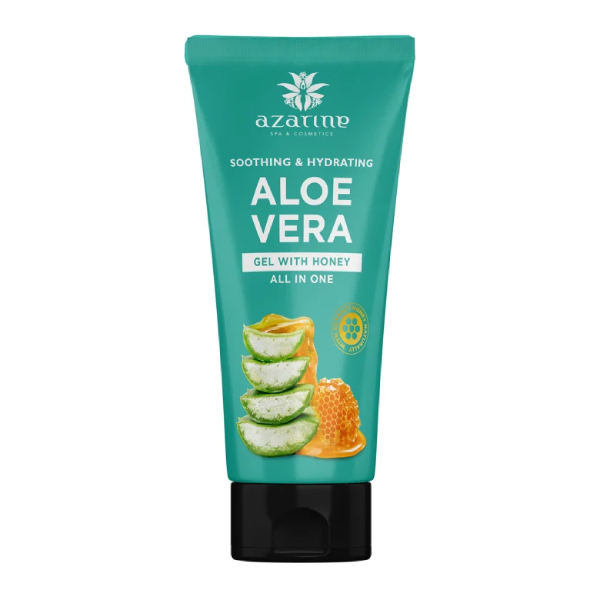 azarine
SPA & COSMETICS
SOOTHING & HYDRATING
ALOE
VERA
GEL WITH HONEY
ALL IN ONE